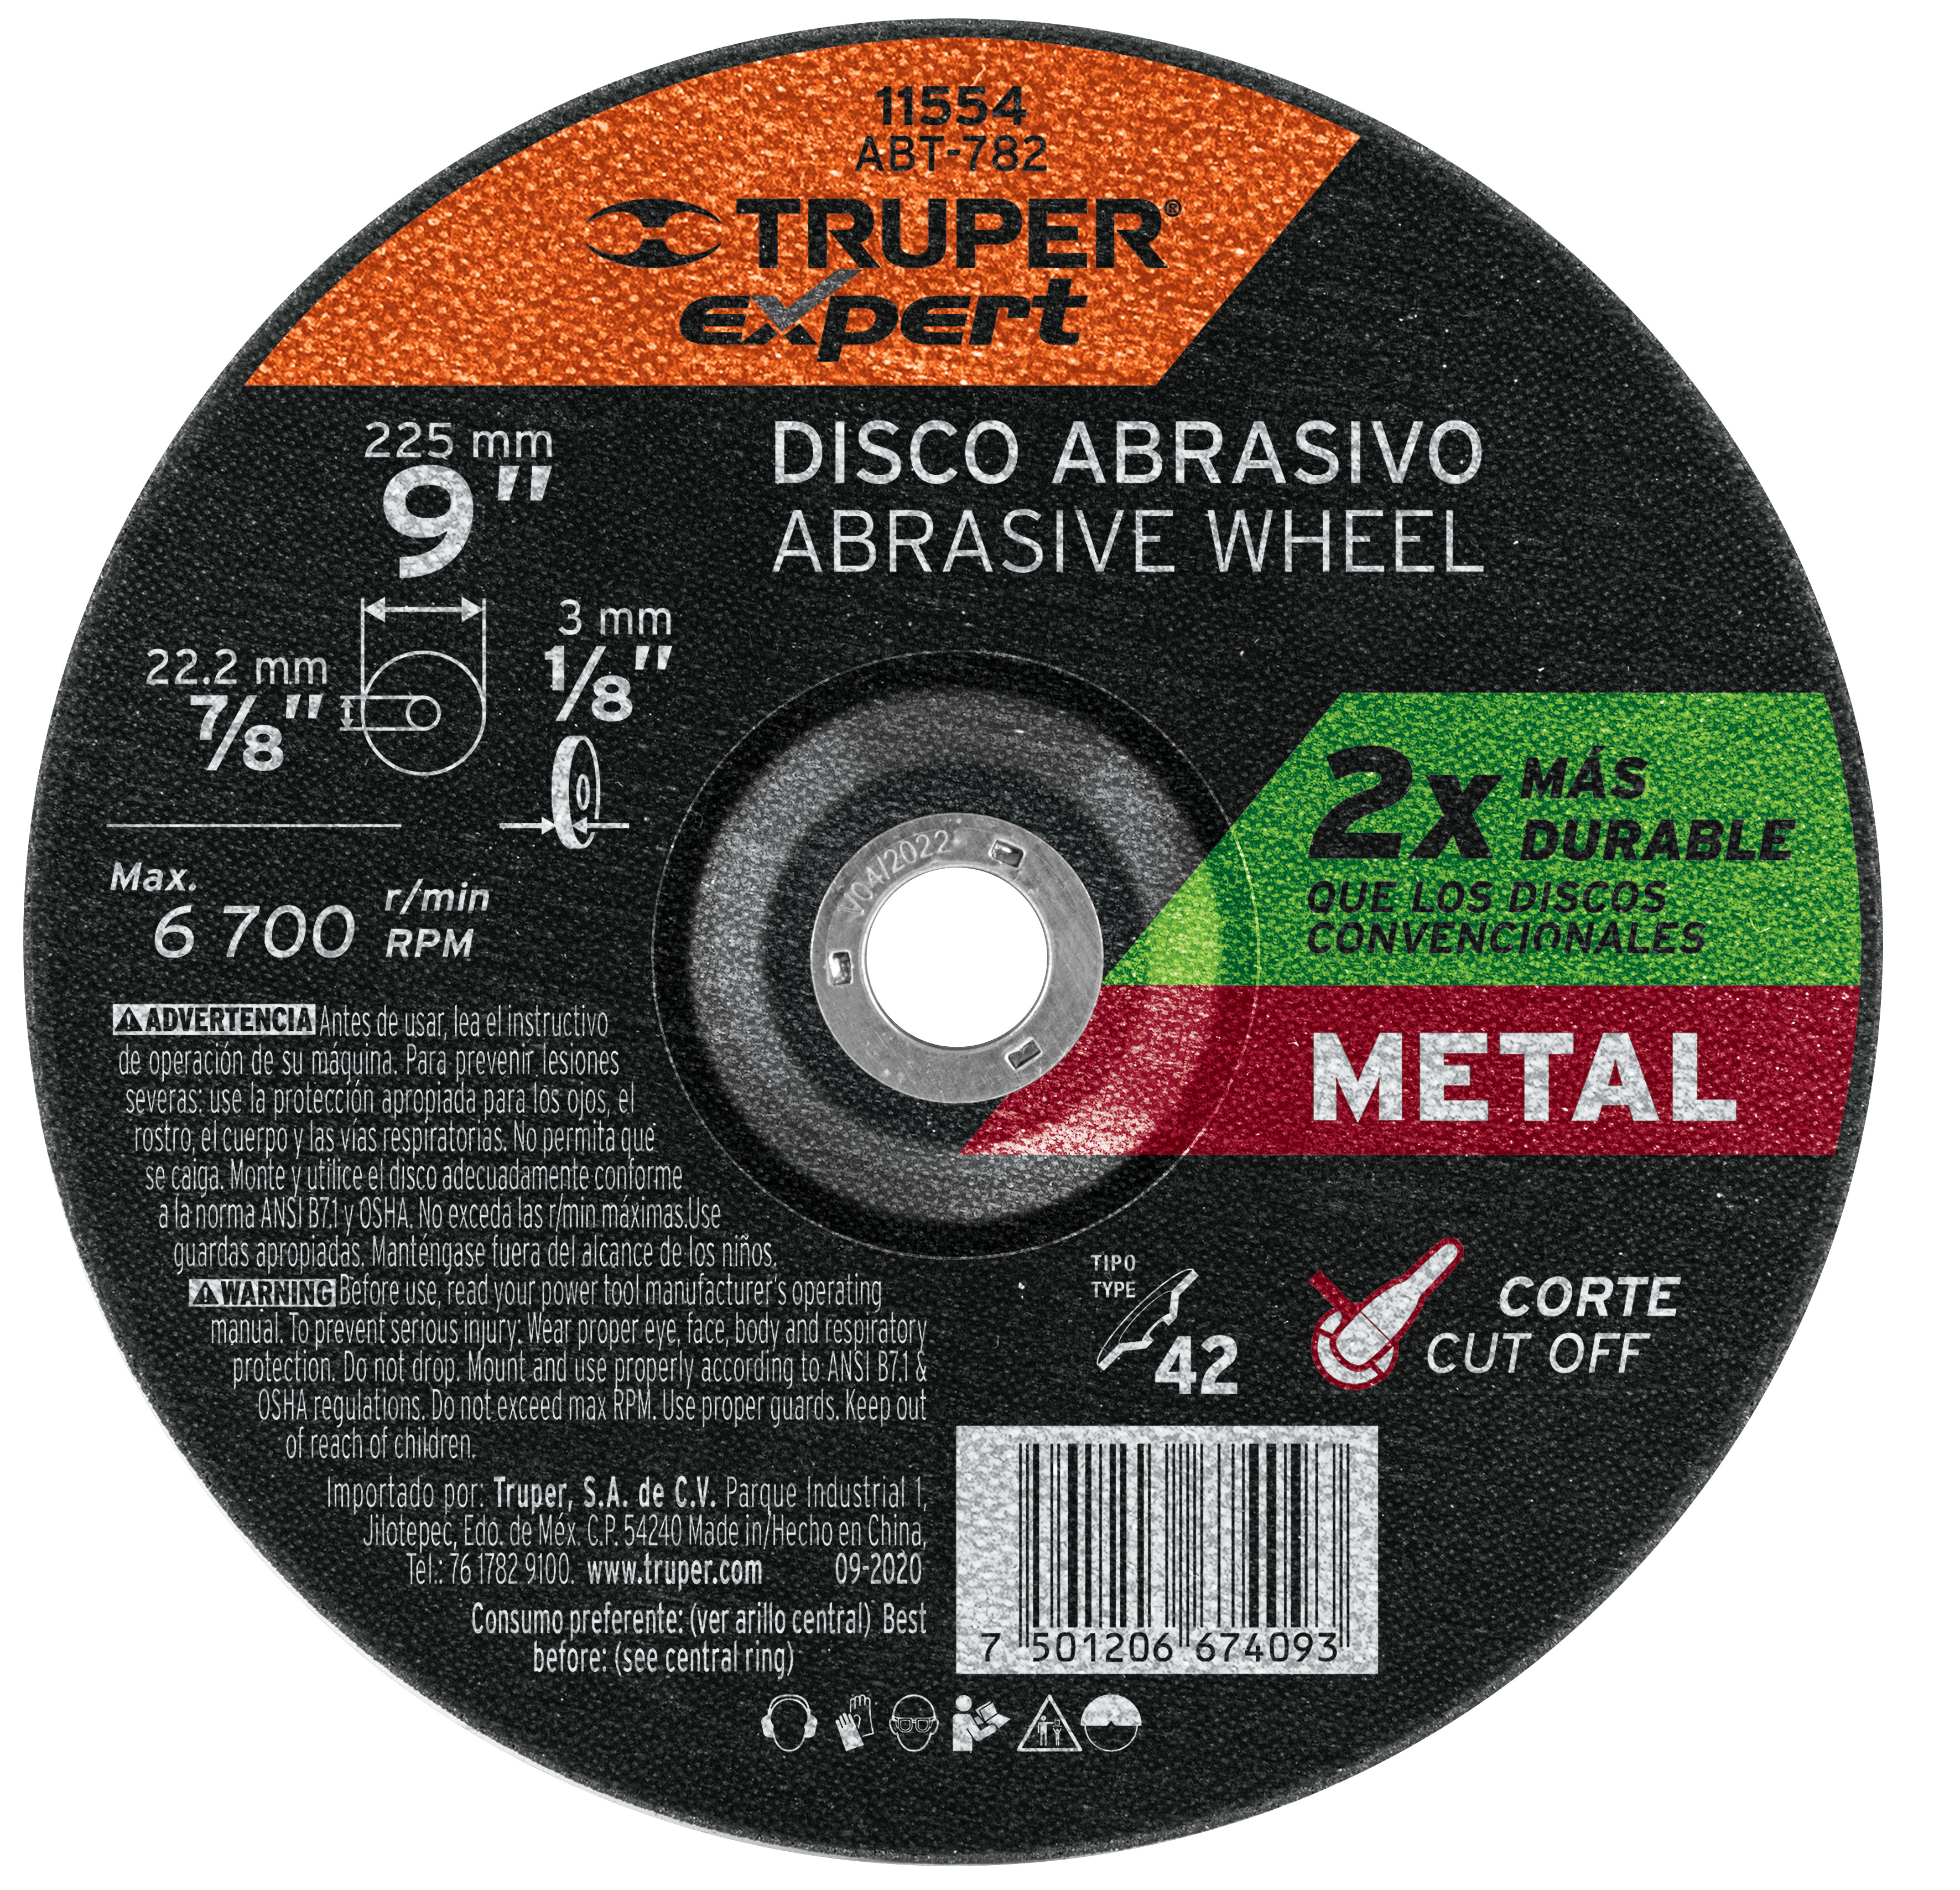 11554
ABT-782
TRUPER®
expert
225 mm
9"
DISCO ABRASIVO
ABRASIVE WHEEL
22.2 mm
7/8"
3 mm
1/8"
2x MÁS
DURABLE
QUE LOS DISCOS
CONVENCIONALES
METAL
V04/2022
Max.
6 700 r/min
RPM
ADVERTENCIA Antes de usar, lea el instructivo
de operación de su máquina. Para prevenir lesiones
severas: use la protección apropiada para los ojos, el
rostro, el cuerpo y las vías respiratorias. No permita que
se caiga. Monte y utilice el disco adecuadamente conforme
a la norma ANSI B7.1 y OSHA. No exceda las r/min máximas.Use
guardas apropiadas. Manténgase fuera del alcance de los niños.
WARNING Before use, read your power tool manufacturer's operating
manual. To prevent serious injury. Wear proper eye, face, body and respiratory
protection. Do not drop. Mount and use properly according to ANSI B7.1 &
OSHA regulations. Do not exceed max RPM. Use proper guards. Keep out
of reach of children.
TIPO
TYPE
42
CORTE
CUT OFF
Importado por: Truper, S.A. de C.V. Parque Industrial 1,
Jilotepec, Edo. de Méx. C.P. 54240 Made in/Hecho en China,
Tel.: 76 1782 9100. www.truper.com 09-2020
Consumo preferente: (ver arillo central) Best
before: (see central ring)
7 501206 674093